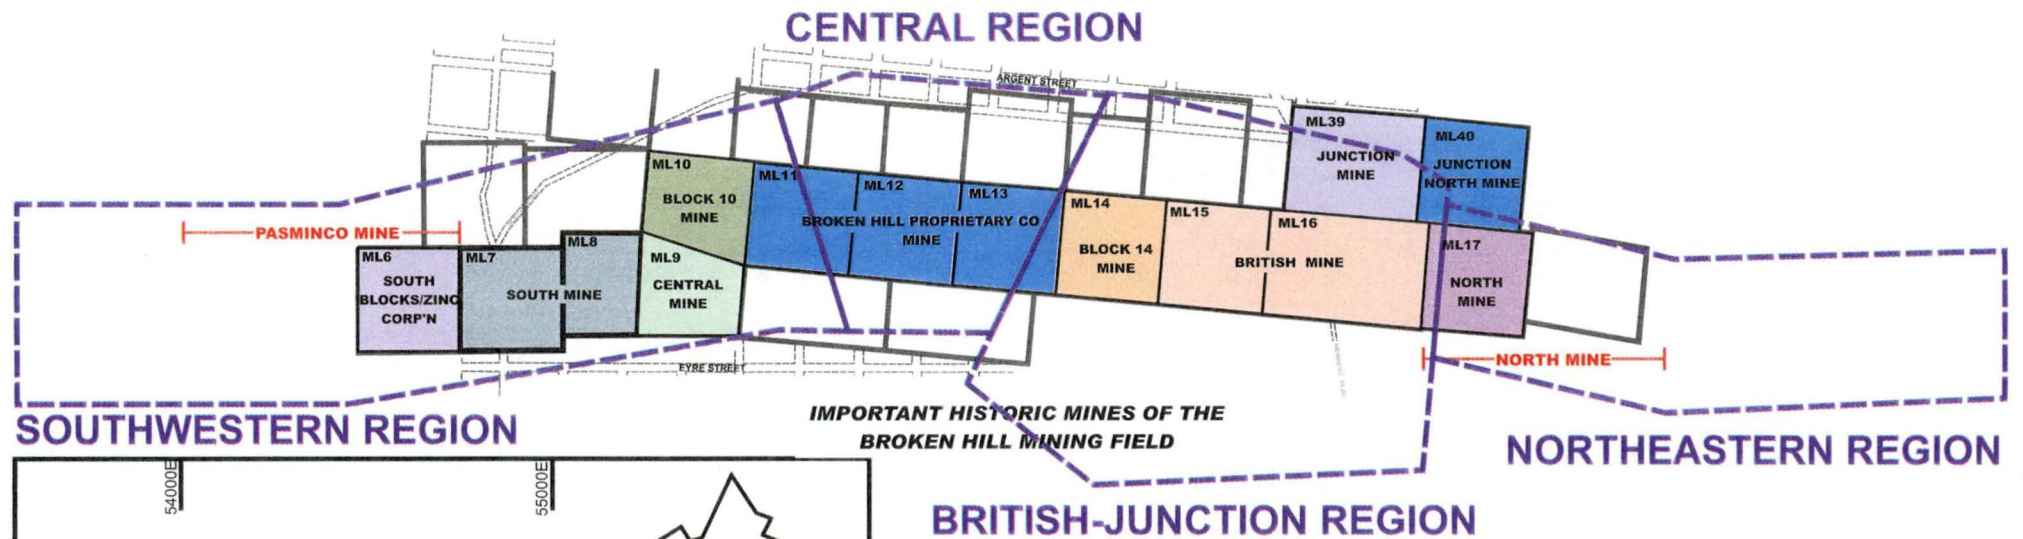 CENTRAL REGION
ARGENT STREET
ML39
JUNCTION
MINE
ML40
JUNCTION
NORTH MINE
ML10
BLOCK 10
MINE
ML11
ML12
ML13
BROKEN HILL PROPRIETARY CO
MINE
ML14
BLOCK 14
MINE
ML15
ML16
BRITISH MINE
ML17
NORTH
MINE
PASMINCO MINE
ML6
SOUTH
BLOCKS/ZINC
CORP'N
ML7
ML8
SOUTH MINE
ML9
CENTRAL
MINE
NORTH MINE
EYRE STREET
IMPORTANT HISTORIC MINES OF THE
BROKEN HILL MINING FIELD
SOUTHWESTERN REGION
NORTHEASTERN REGION
BRITISH-JUNCTION REGION
54000E
55000E